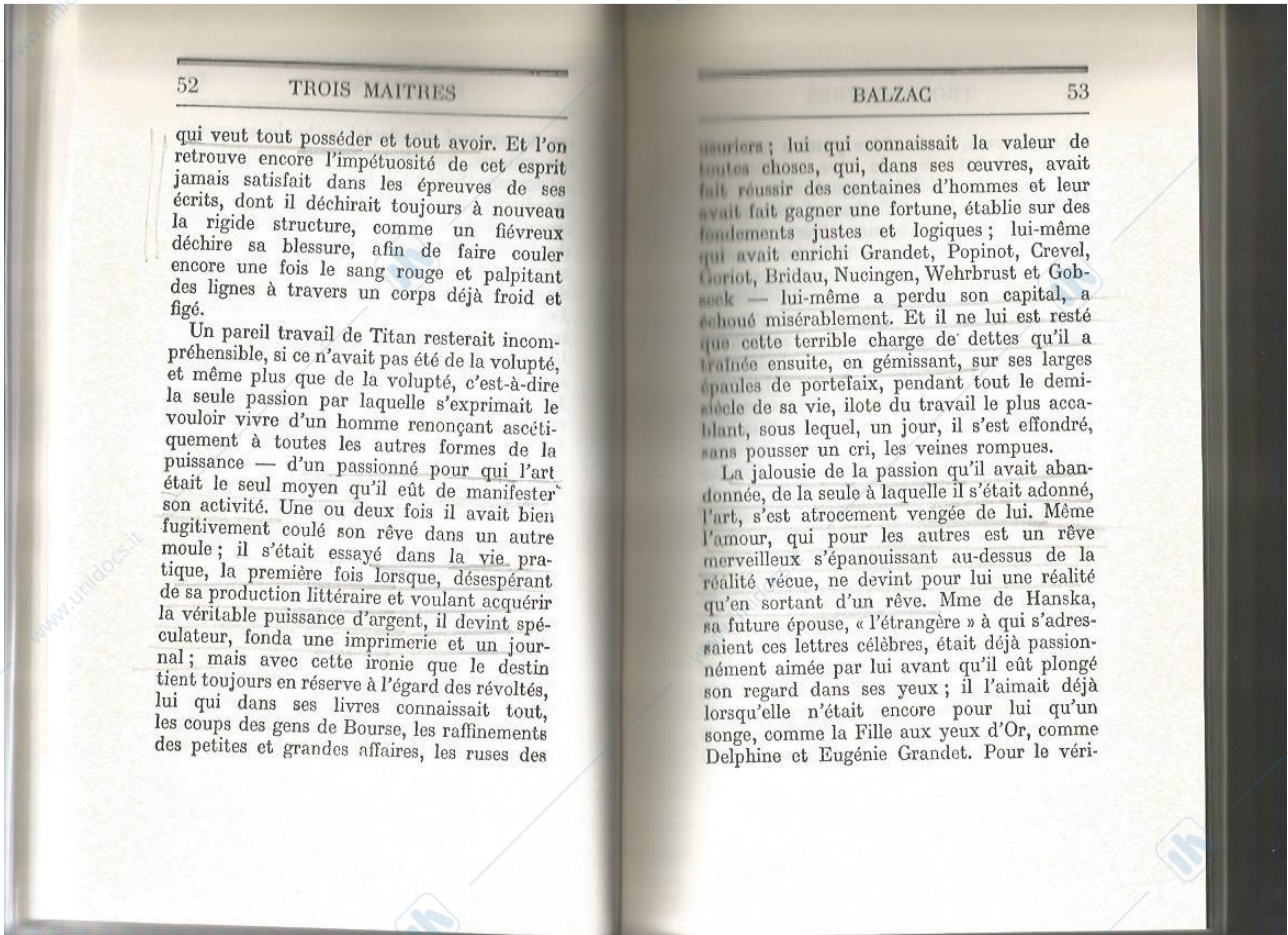 52 TROIS MAITRES
qui veut tout posséder et tout avoir. Et l'on
retrouve encore l'impétuosité de cet esprit
jamais satisfait dans les épreuves de ses
écrits, dont il déchirait toujours à nouveau
la rigide structure, comme un fiévreux
déchire sa blessure, afin de faire couler
encore une fois le sang rouge et palpitant
des lignes à travers un corps déjà froid et
figé.
Un pareil travail de Titan resterait incom-
préhensible, si ce n'avait pas été de la volupté,
et même plus que de la volupté, c'est-à-dire
la seule passion par laquelle s'exprimait le
vouloir vivre d'un homme renonçant ascéti-
quement à toutes les autres formes de la
puissance — d'un passionné pour qui l'art
était le seul moyen qu'il eût de manifester
son activité. Une ou deux fois il avait bien
fugitivement coulé son rêve dans un autre
moule ; il s'était essayé dans la vie pra-
tique, la première fois lorsque, désespérant
de sa production littéraire et voulant acquérir
la véritable puissance d'argent, il devint spé-
culateur, fonda une imprimerie et un jour-
nal ; mais avec cette ironie que le destin
tient toujours en réserve à l'égard des révoltés,
lui qui dans ses livres connaissait tout,
les coups des gens de Bourse, les raffinements
des petites et grandes affaires, les ruses des
BALZAC 53
usuriers ; lui qui connaissait la valeur de
toutes choses, qui, dans ses œuvres, avait
fait réussir des centaines d'hommes et leur
avait fait gagner une fortune, établie sur des
fondements justes et logiques ; lui-même
qui avait enrichi Grandet, Popinot, Crevel,
Goriot, Bridau, Nucingen, Wehrbrust et Gob-
seck — lui-même a perdu son capital, a
échoué misérablement. Et il ne lui est resté
que cette terrible charge de dettes qu'il a
traînée ensuite, en gémissant, sur ses larges
épaules de portefaix, pendant tout le demi-
siècle de sa vie, ilote du travail le plus acca-
blant, sous lequel, un jour, il s'est effondré,
sans pousser un cri, les veines rompues.
La jalousie de la passion qu'il avait aban-
donnée, de la seule à laquelle il s'était adonné,
l'art, s'est atrocement vengée de lui. Même
l'amour, qui pour les autres est un rêve
merveilleux s'épanouissant au-dessus de la
réalité vécue, ne devint pour lui une réalité
qu'en sortant d'un rêve. Mme de Hanska,
sa future épouse, « l'étrangère » à qui s'adres-
saient ces lettres célèbres, était déjà passion-
nément aimée par lui avant qu'il eût plongé
son regard dans ses yeux ; il l'aimait déjà
lorsqu'elle n'était encore pour lui qu'un
songe, comme la Fille aux yeux d'Or, comme
Delphine et Eugénie Grandet. Pour le véri-
www.unidocs.it